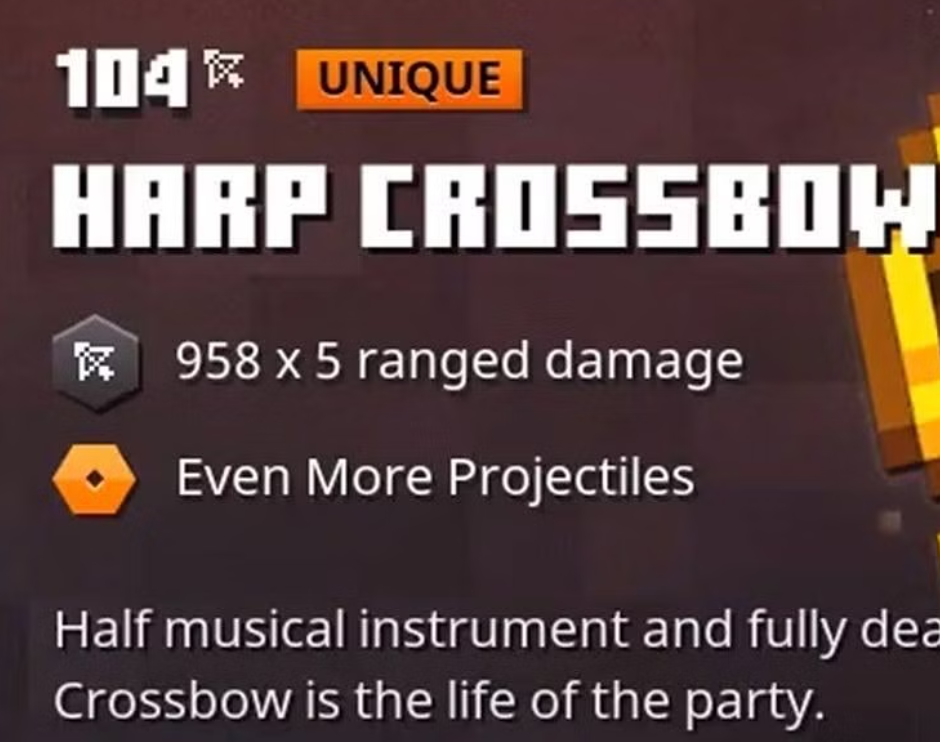 104 UNIQUE
HARP CROSSBOW
958 x 5 ranged damage
Even More Projectiles
Half musical instrument and fully
Crossbow is the life of the party.